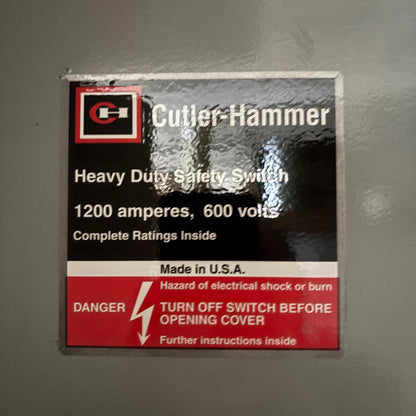 CH Cutler-Hammer
Heavy Duty Safety Switch
1200 amperes, 600 volts
Complete Ratings Inside
Made in U.S.A.
Hazard of electrical shock or burn
DANGER
TURN OFF SWITCH BEFORE
OPENING COVER
Further instructions inside